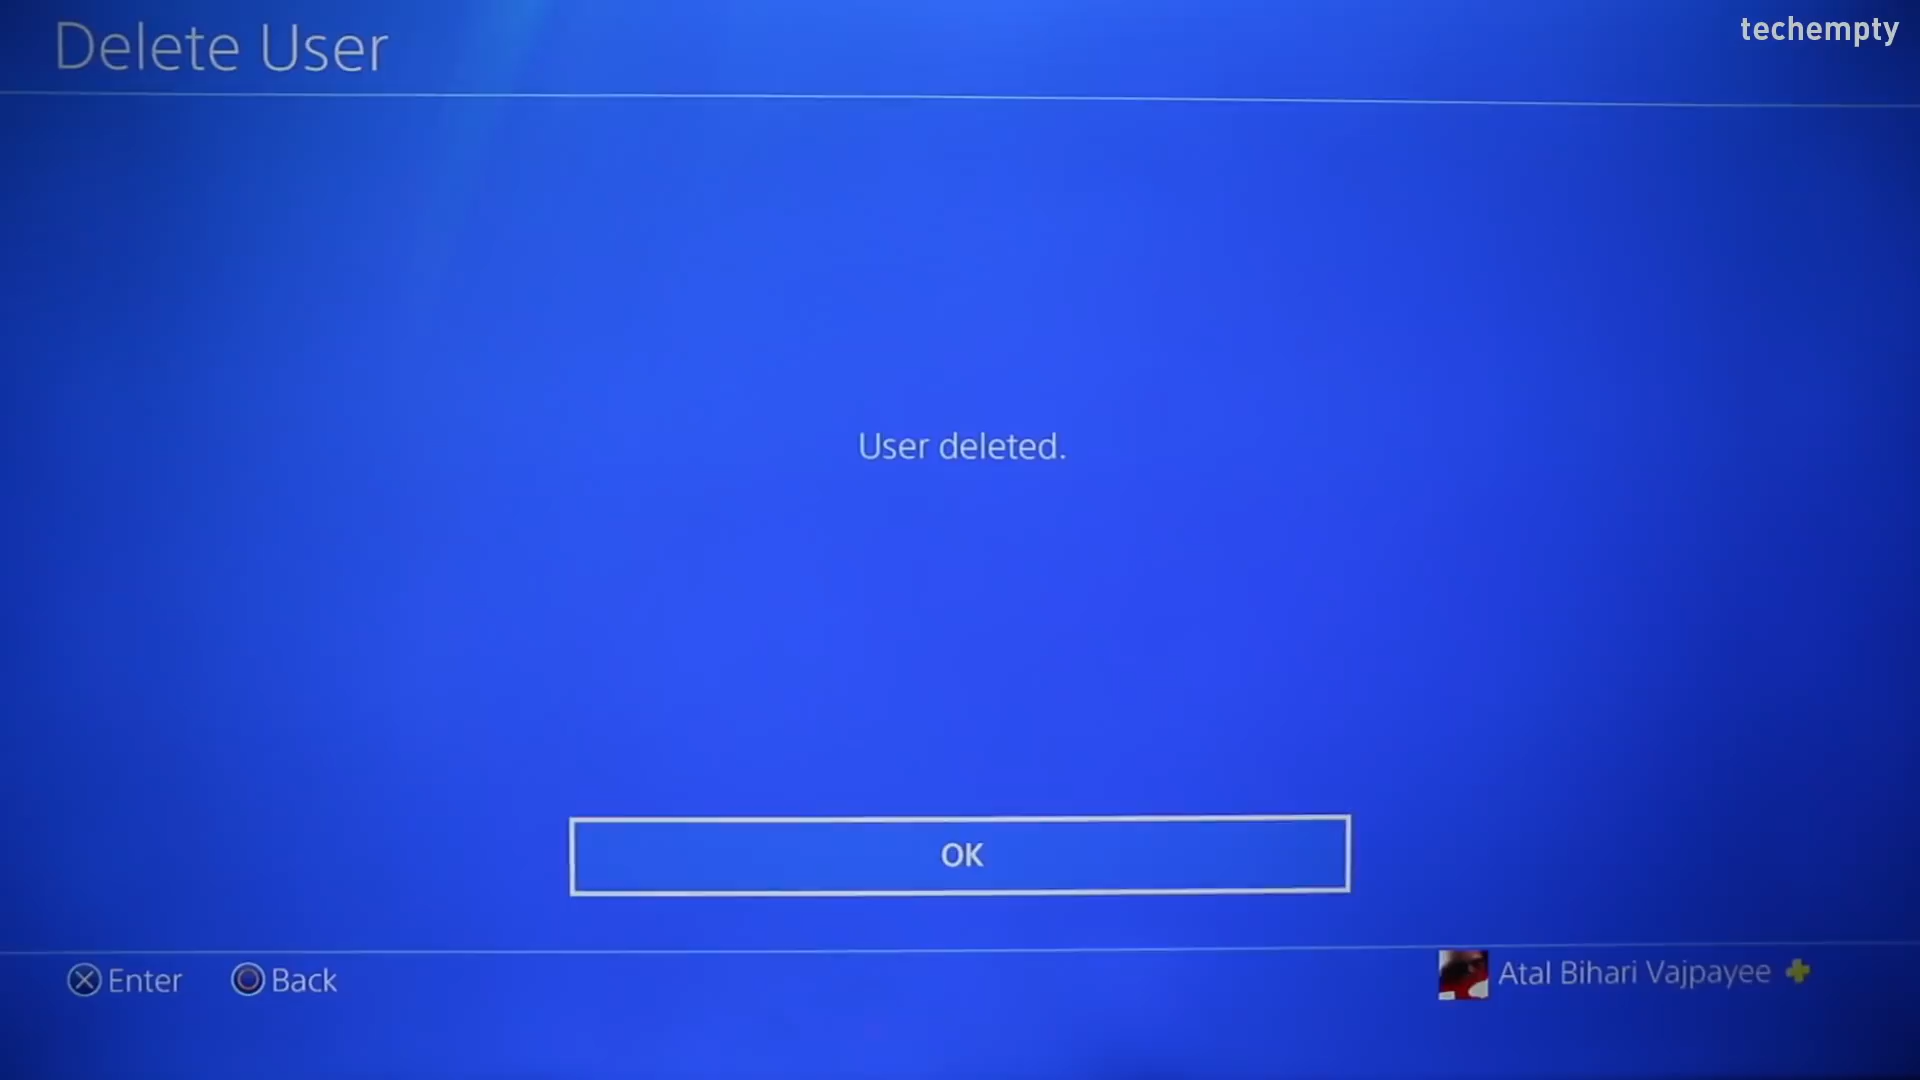 Delete User
techempty
User deleted.
OK
Enter
Back
Atal Bihari Vajpayee